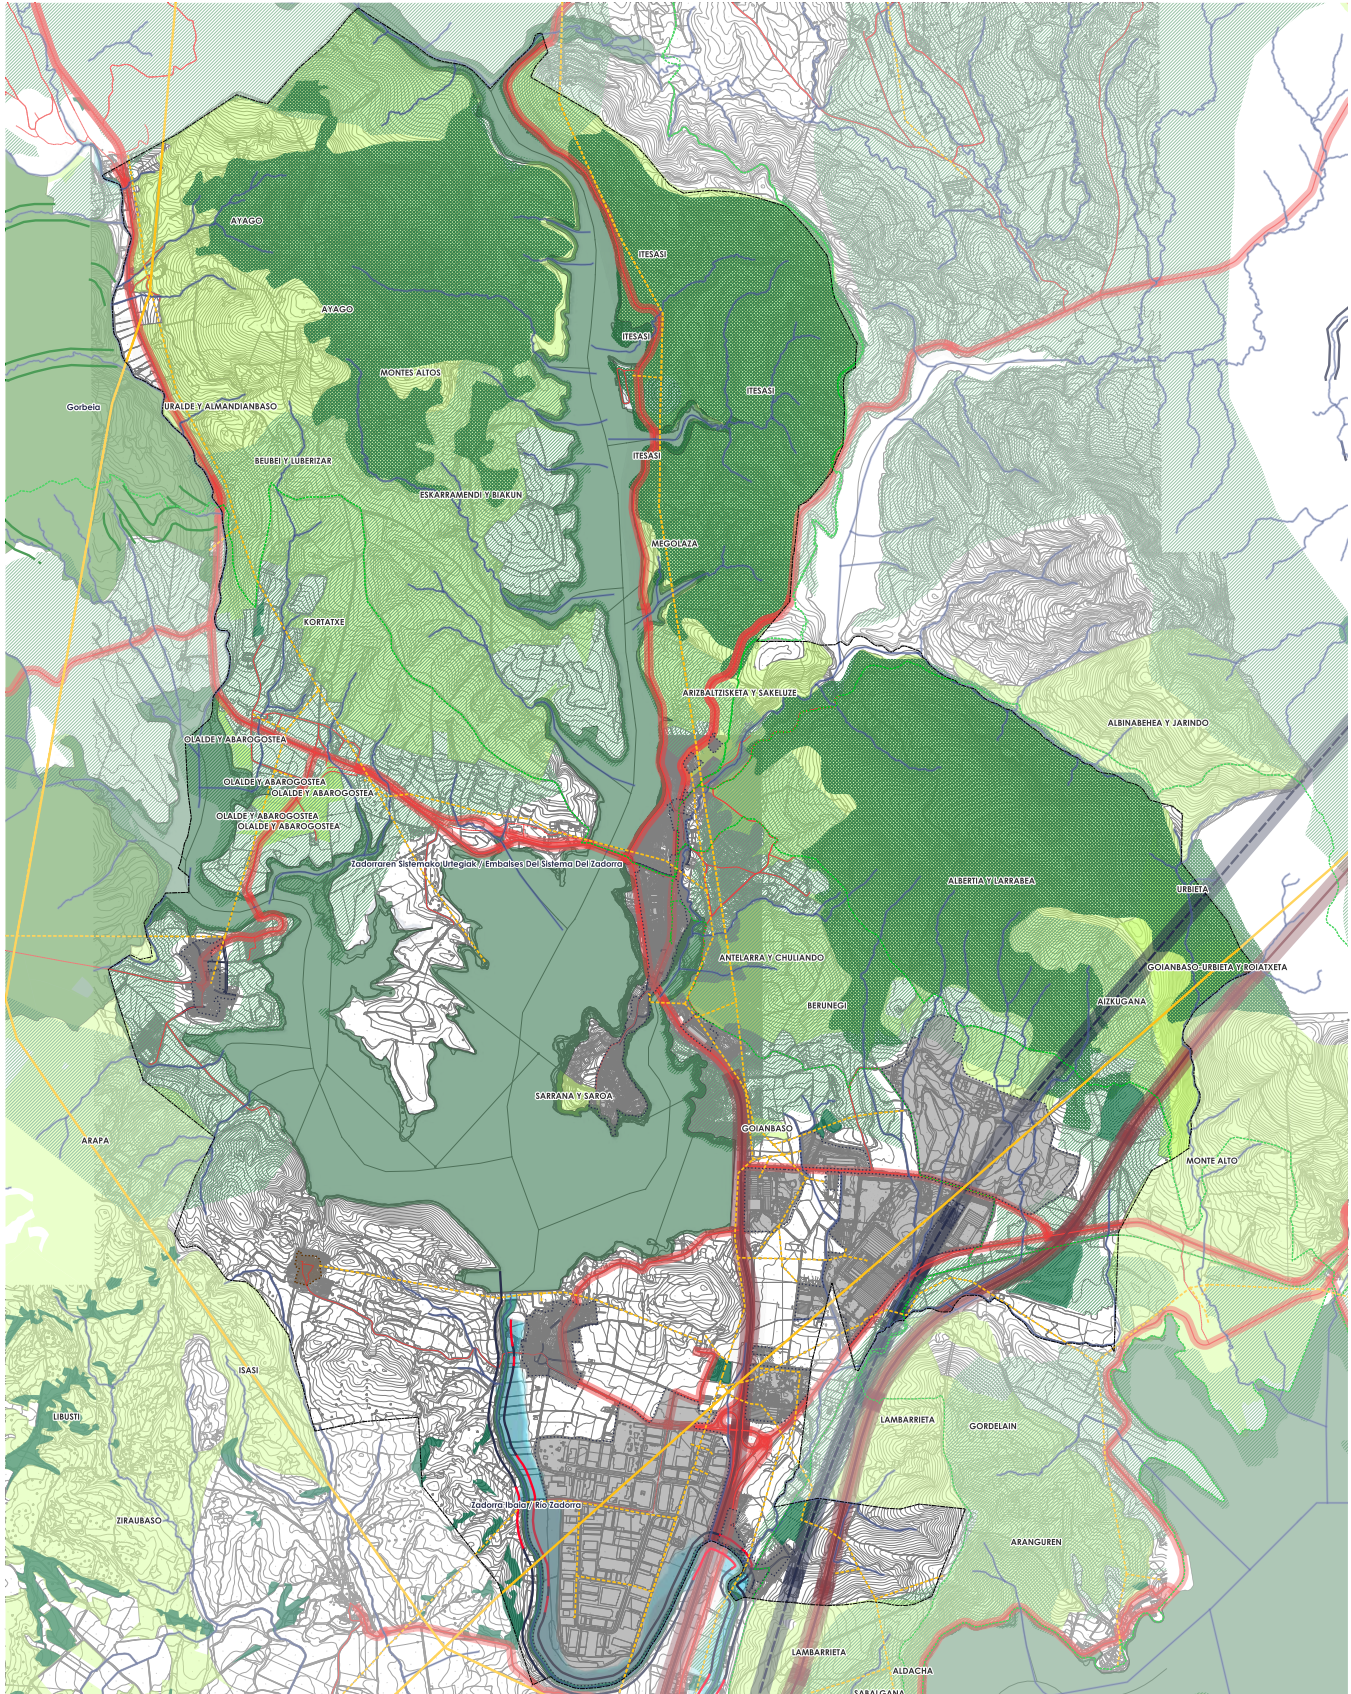 AYAGO
ITESASI
AYAGO
ITESASI
MONTES ALTOS
ITESASI
Gorbeia
URALDE Y ALMANDIANBASO
BEUBEI Y LUBERIZAR
ITESASI
ESKARRAMENDI Y BIAKUN
MEGOLAZA
KORTATXE
ARIZBALTZISKETA Y SAKELUZE
ALBINABEHEA Y JARINDO
OLALDE Y ABAROGOSTEA
OLALDE Y ABAROGOSTEA
OLALDE Y ABAROGOSTEA
OLALDE Y ABAROGOSTEA
OLALDE Y ABAROGOSTEA
Zadorraren Sistemako Urtegiak / Embalses Del Sistema Del Zadorra
ALBERTIA Y LARRABEA
URBIETA
ANTELARRA Y CHULIANDO
GOIANBASO-URBIETA Y ROIATXETA
BERUNEGI
AIZKUGANA
SARRANA Y SAROA
GOIANBASO
ARAPA
MONTE ALTO
ISASI
LIBUSTI
LAMBARRIETA
GORDELAIN
Zadorra Ibaia / Río Zadorra
ZIRAUBASO
ARANGUREN
LAMBARRIETA
ALDACHA
SABALGANA